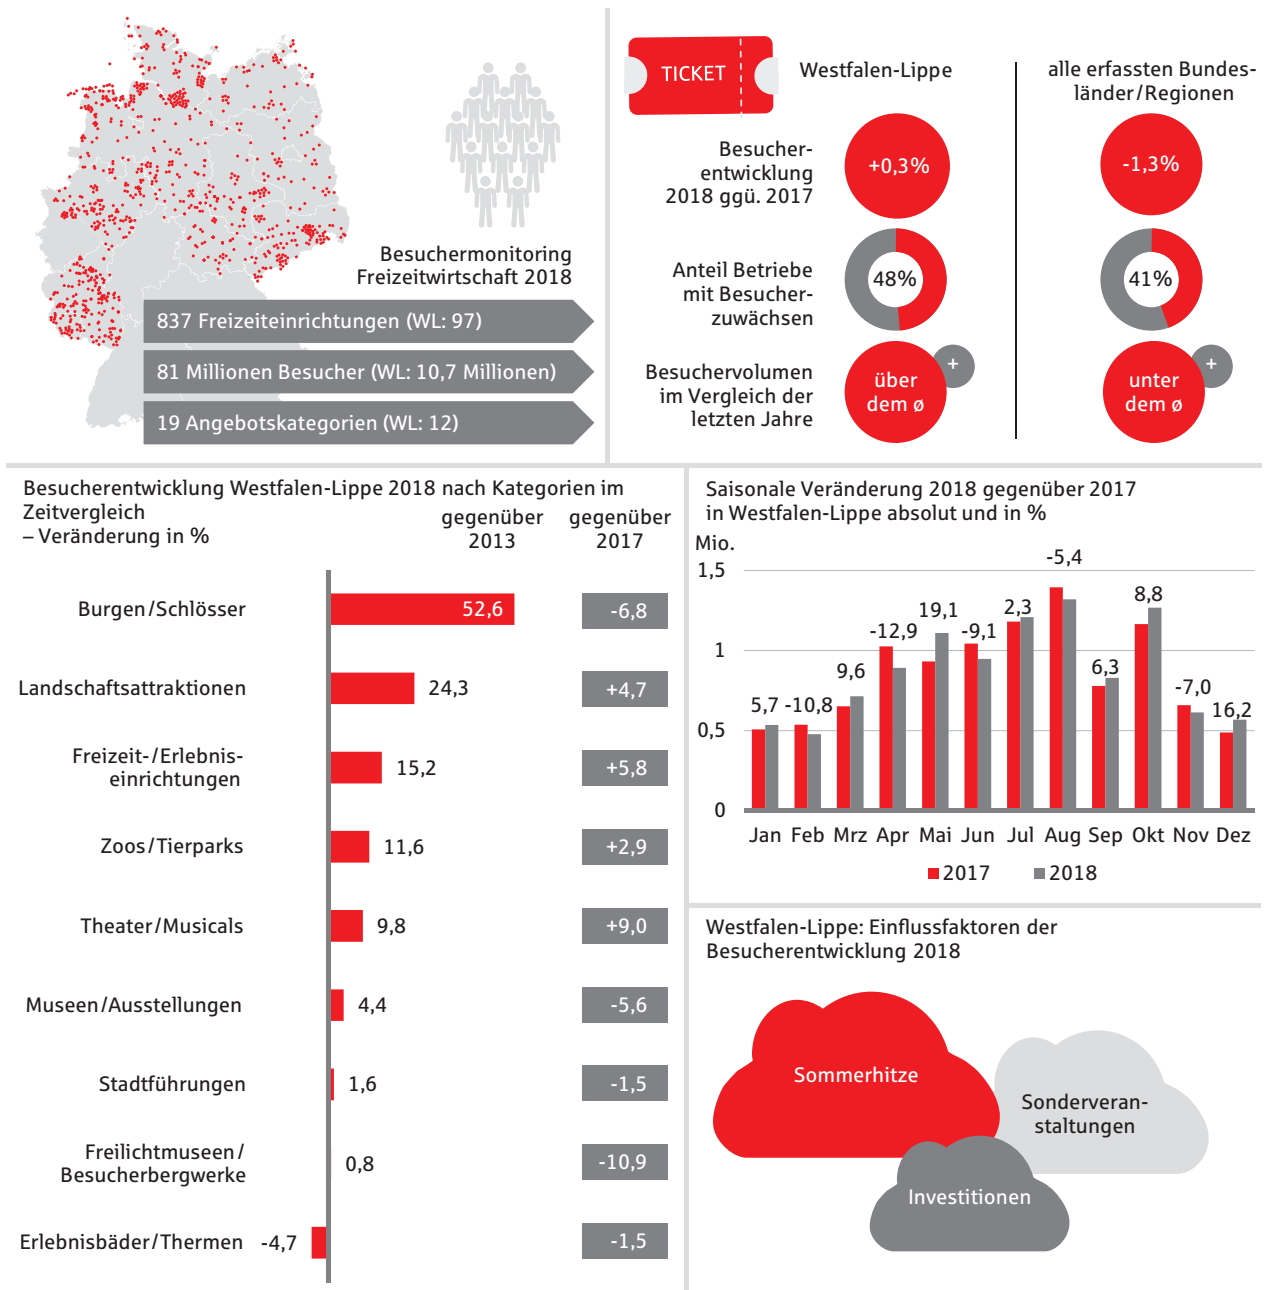 Besuchermonitoring
Freizeitwirtschaft 2018
837 Freizeiteinrichtungen (WL: 97)
81 Millionen Besucher (WL: 10,7 Millionen)
19 Angebotskategorien (WL: 12)
TICKET
Westfalen-Lippe
alle erfassten Bundes-
länder/Regionen
Besucher-
entwicklung
2018 ggü. 2017
+0,3%
-1,3%
Anteil Betriebe
mit Besucher-
zuwächsen
48%
41%
Besuchervolumen
im Vergleich der
letzten Jahre
über
dem ø
+
unter
dem ø
+
Besucherentwicklung Westfalen-Lippe 2018 nach Kategorien im
Zeitvergleich
– Veränderung in %
gegenüber
2013
gegenüber
2017
Burgen/Schlösser
52,6
-6,8
Landschaftsattraktionen
24,3
+4,7
Freizeit-/Erlebnis-
einrichtungen
15,2
+5,8
Zoos/Tierparks
11,6
+2,9
Theater/Musicals
9,8
+9,0
Museen/Ausstellungen
4,4
-5,6
Stadtführungen
1,6
-1,5
Freilichtmuseen/
Besucherbergwerke
0,8
-10,9
Erlebnisbäder/Thermen
-4,7
-1,5
Saisonale Veränderung 2018 gegenüber 2017
in Westfalen-Lippe absolut und in %
Mio.
1,5
1
0,5
0
5,7
-10,8
9,6
-12,9
19,1
-9,1
2,3
-5,4
6,3
8,8
-7,0
16,2
Jan Feb Mrz Apr Mai Jun Jul Aug Sep Okt Nov Dez
2017
2018
Westfalen-Lippe: Einflussfaktoren der
Besucherentwicklung 2018
Sommerhitze
Sonderveran-
staltungen
Investitionen